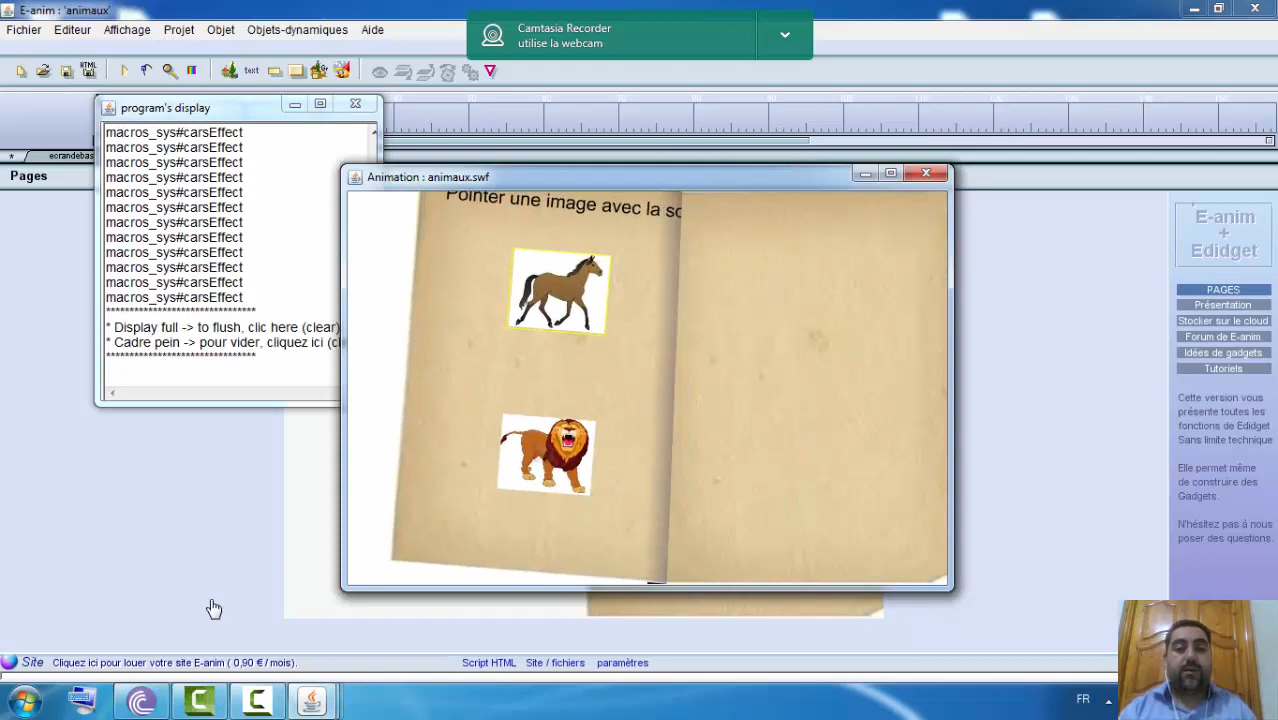 E-anim : 'animaux'
Fichier Editeur Affichage Projet Objet Objets-dynamiques Aide
Camtasia Recorder
utilise la webcam
HTML
text
program's display
macros_sys#carsEffect
macros_sys#carsEffect
macros_sys#carsEffect
macros_sys#carsEffect
macros_sys#carsEffect
macros_sys#carsEffect
macros_sys#carsEffect
macros_sys#carsEffect
macros_sys#carsEffect
macros_sys#carsEffect
macros_sys#carsEffect
macros_sys#carsEffect
******************************
* Display full -> to flush, clic here (clear)
* Cadre pein -> pour vider, cliquez ici (cl
******************************
* ecrandebas
Pages
Animation : animaux.swf
Pointer une image avec la so
E-anim
+
Edidget
PAGES
Présentation
Stocker sur le cloud
Forum de E-anim
Idées de gadgets
Tutoriels
Cette version vous
présente toutes les
fonctions de Edidget
Sans limite technique
Elle permet même
de construire des
Gadgets.
N'hésitez pas á nous
poser des questions.
Site Cliquez ici pour louer votre site E-anim ( 0,90 € / mois). Script HTML Site / fichiers paramètres
FR